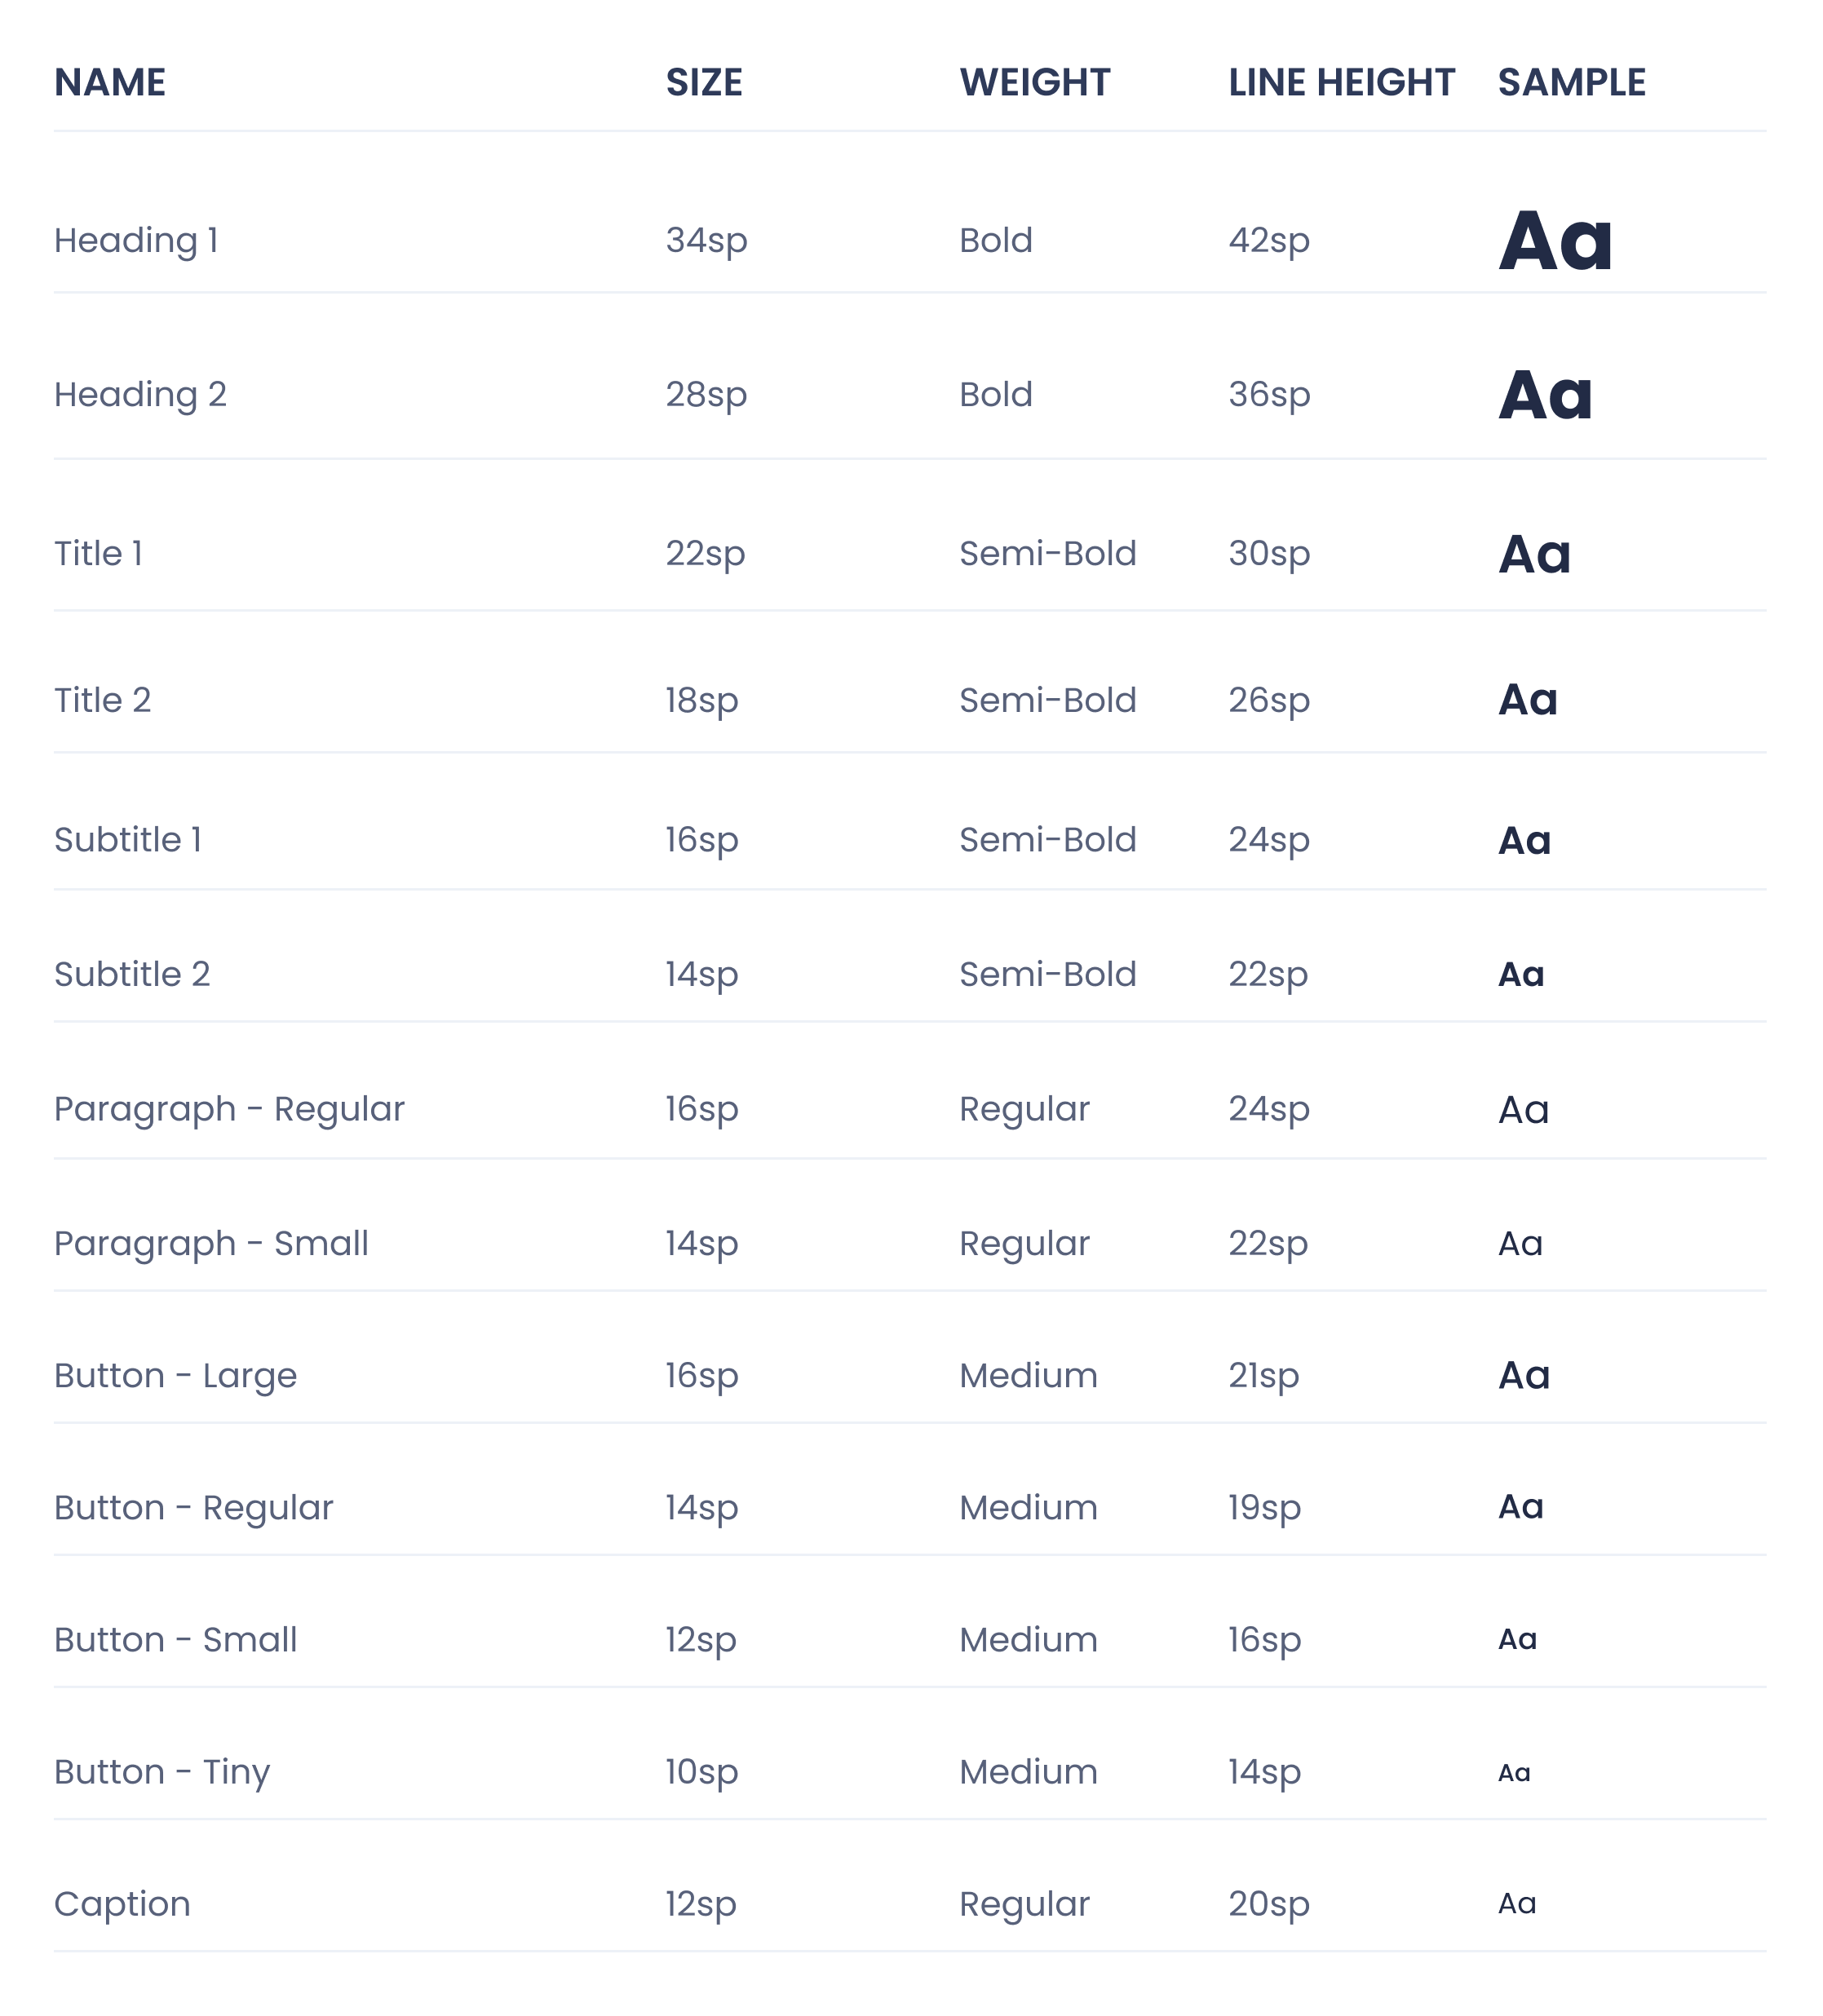 NAME SIZE WEIGHT LINE HEIGHT SAMPLE
Heading 1 34sp Bold 42sp Aa
Heading 2 28sp Bold 36sp Aa
Title 1 22sp Semi-Bold 30sp Aa
Title 2 18sp Semi-Bold 26sp Aa
Subtitle 1 16sp Semi-Bold 24sp Aa
Subtitle 2 14sp Semi-Bold 22sp Aa
Paragraph - Regular 16sp Regular 24sp Aa
Paragraph - Small 14sp Regular 22sp Aa
Button - Large 16sp Medium 21sp Aa
Button - Regular 14sp Medium 19sp Aa
Button - Small 12sp Medium 16sp Aa
Button - Tiny 10sp Medium 14sp Aa
Caption 12sp Regular 20sp Aa